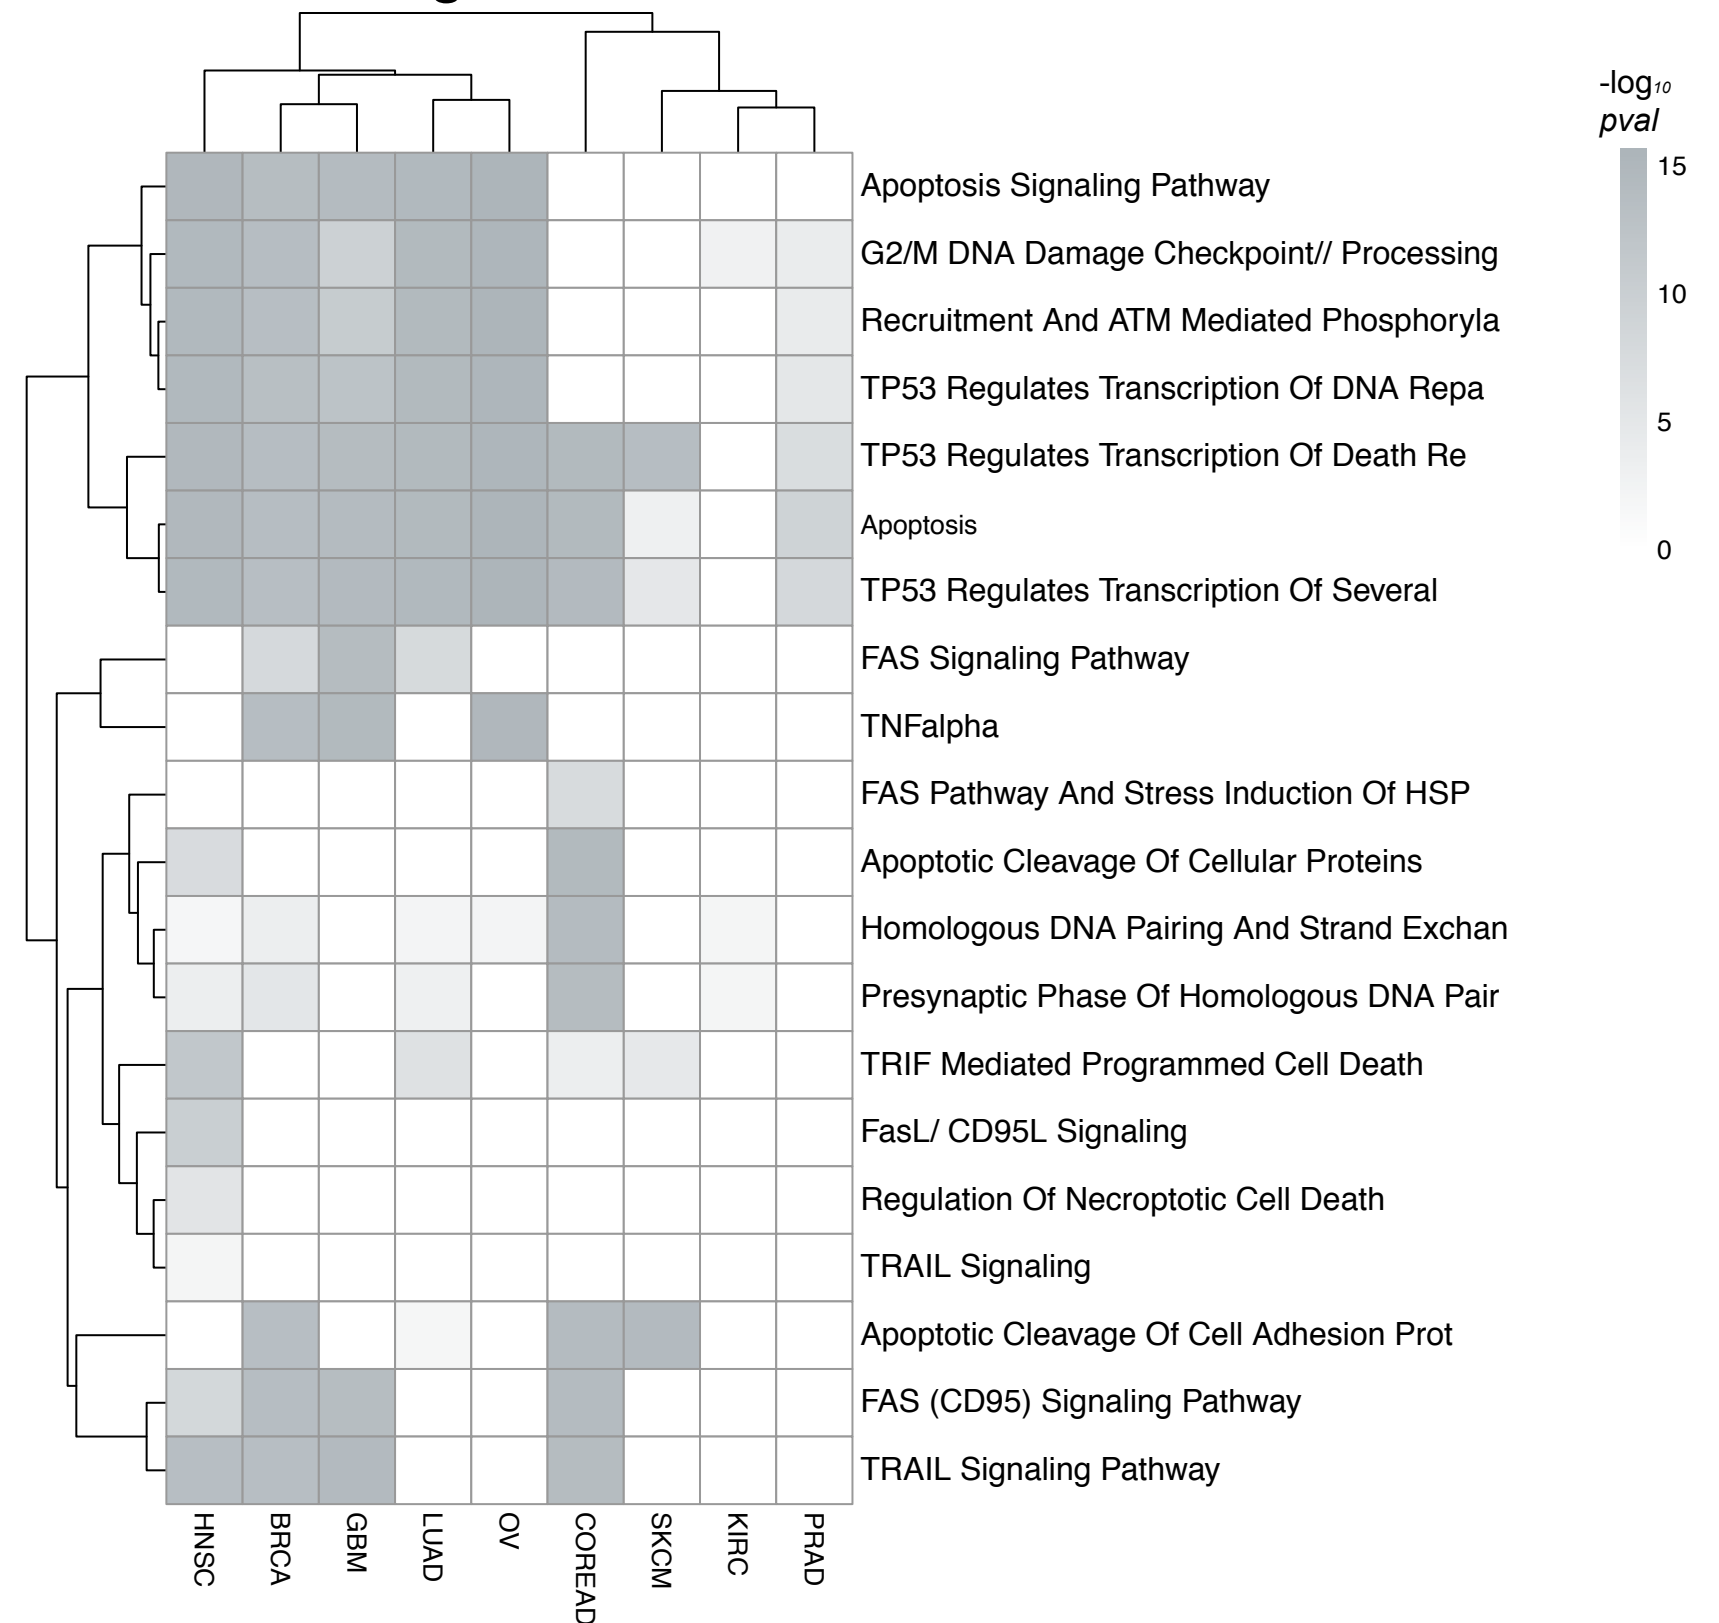 -log10
pval
15
10
5
0
Apoptosis Signaling Pathway
G2/M DNA Damage Checkpoint// Processing
Recruitment And ATM Mediated Phosphoryla
TP53 Regulates Transcription Of DNA Repa
TP53 Regulates Transcription Of Death Re
Apoptosis
TP53 Regulates Transcription Of Several
FAS Signaling Pathway
TNFalpha
FAS Pathway And Stress Induction Of HSP
Apoptotic Cleavage Of Cellular Proteins
Homologous DNA Pairing And Strand Exchan
Presynaptic Phase Of Homologous DNA Pair
TRIF Mediated Programmed Cell Death
FasL/ CD95L Signaling
Regulation Of Necroptotic Cell Death
TRAIL Signaling
Apoptotic Cleavage Of Cell Adhesion Prot
FAS (CD95) Signaling Pathway
TRAIL Signaling Pathway
HNSC
BRCA
GBM
LUAD
OV
COREAD
SKCM
KIRC
PRAD